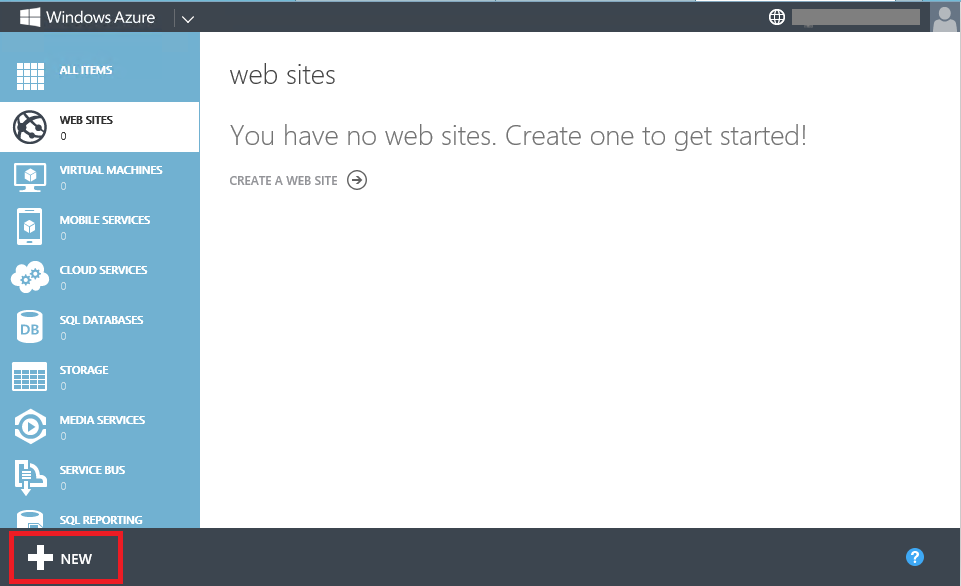 Windows Azure
ALL ITEMS
WEB SITES
0
VIRTUAL MACHINES
0
MOBILE SERVICES
0
CLOUD SERVICES
0
DB
SQL DATABASES
0
STORAGE
0
MEDIA SERVICES
0
SERVICE BUS
0
SQL REPORTING
web sites
You have no web sites. Create one to get started!
CREATE A WEB SITE
NEW
?